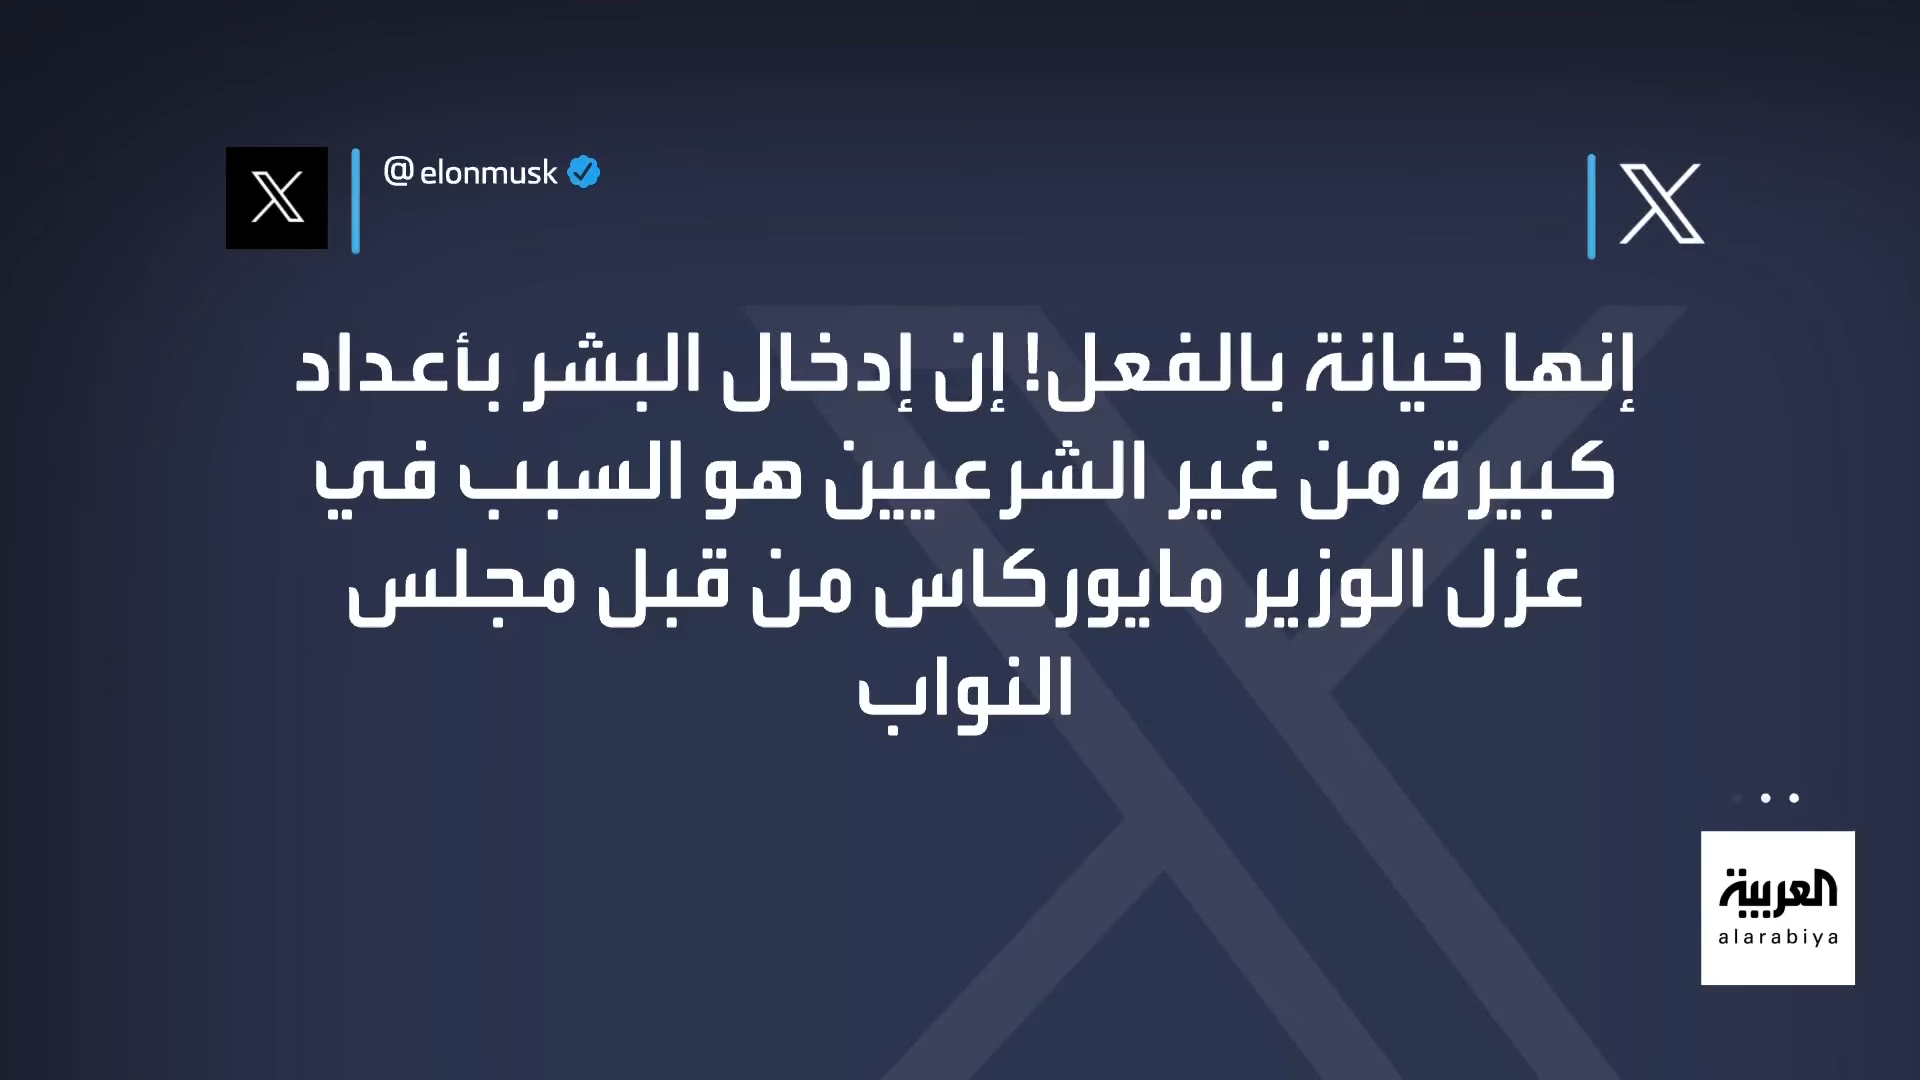 @elonmusk
إنها خيانة بالفعل! إن إدخال البشر بأعداد
كبيرة من غير الشرعيين هو السبب في
عزل الوزير مايوركاس من قبل مجلس
النواب
العربية
alarabiya